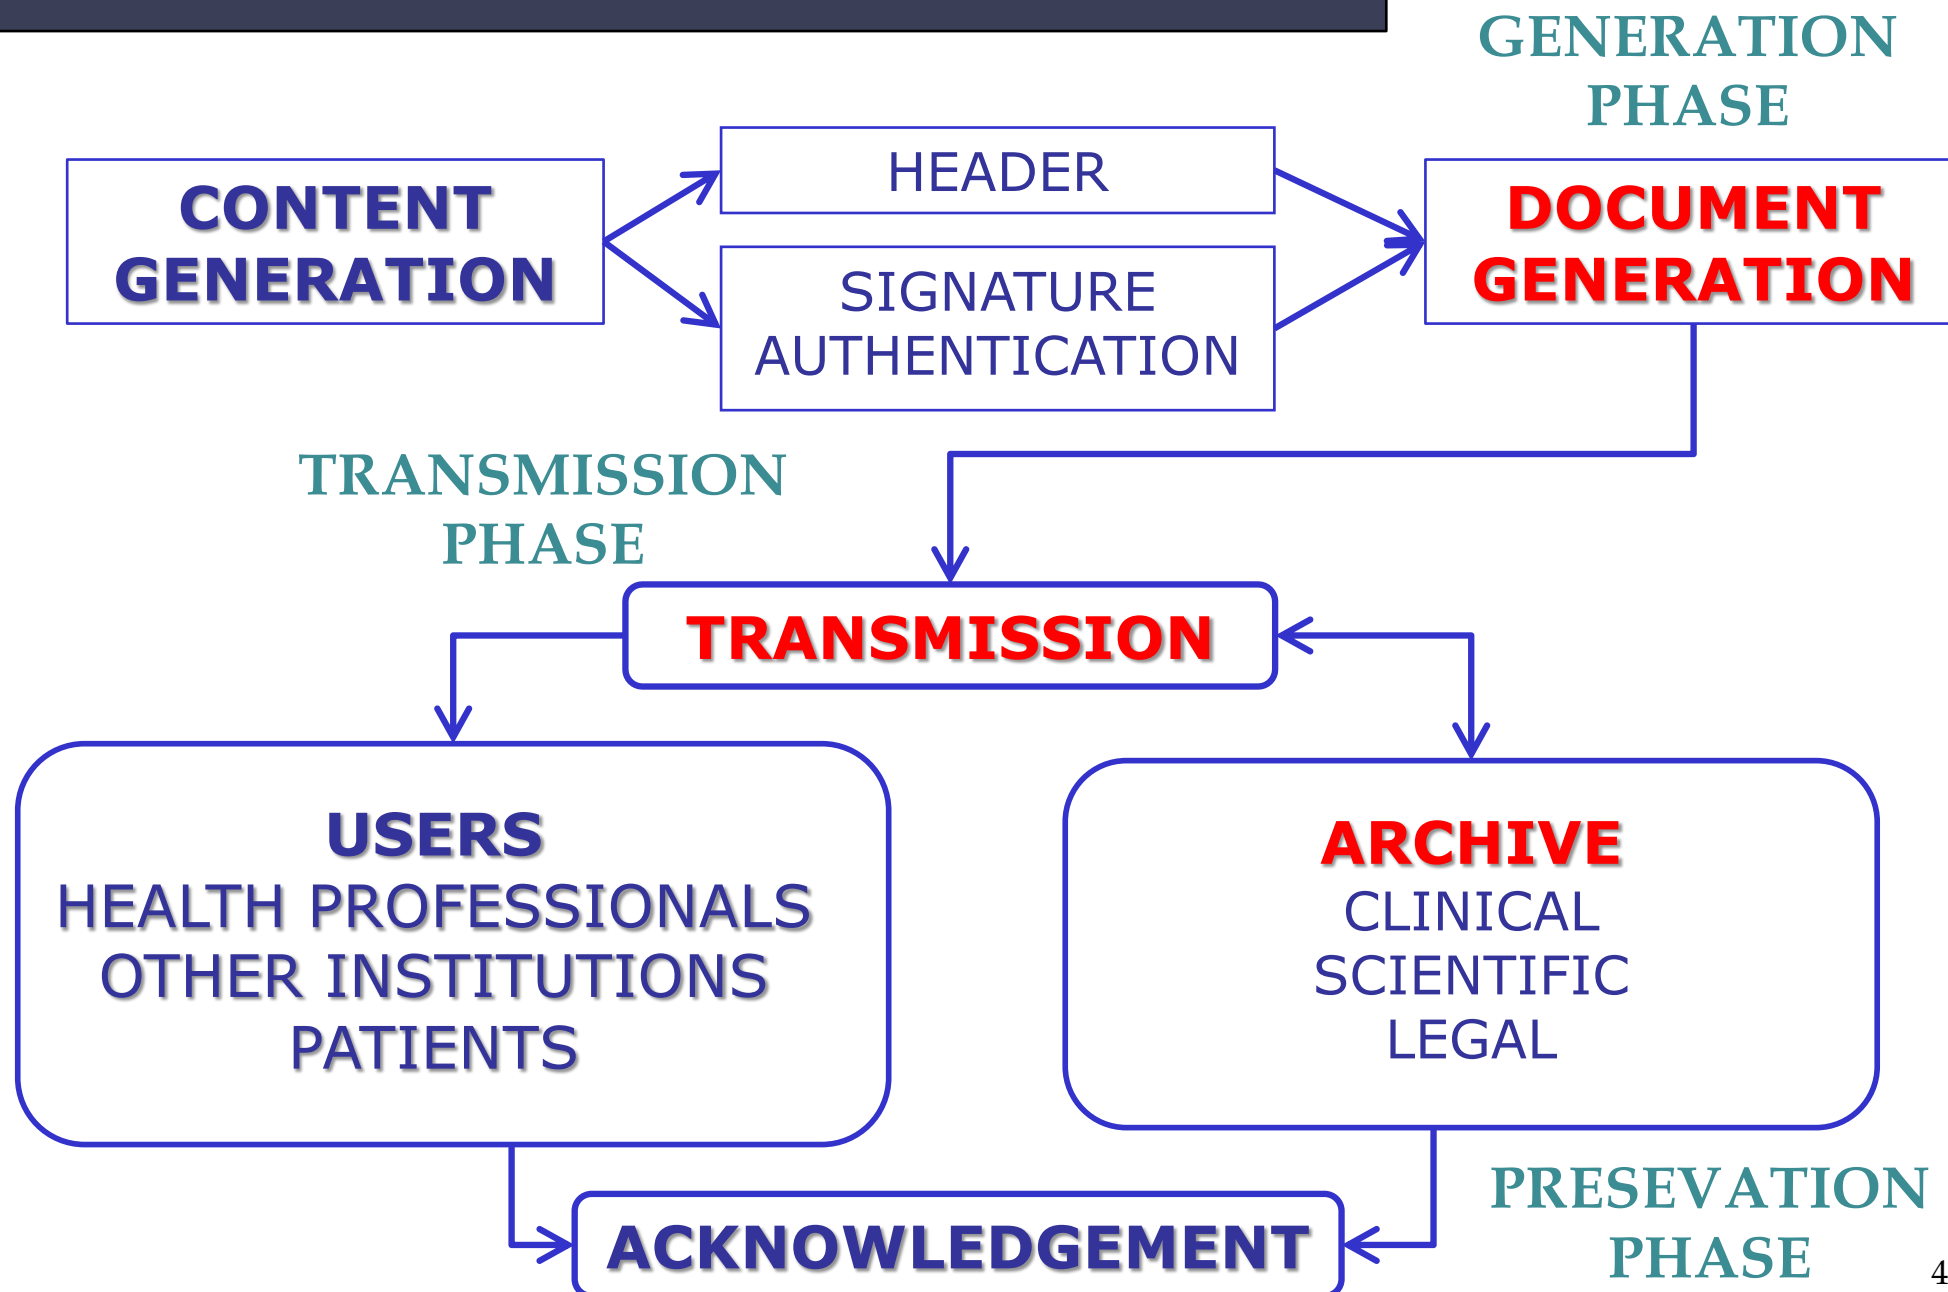 GENERATION
PHASE
CONTENT
GENERATION
HEADER
SIGNATURE
AUTHENTICATION
DOCUMENT
GENERATION
TRANSMISSION
PHASE
TRANSMISSION
USERS
HEALTH PROFESSIONALS
OTHER INSTITUTIONS
PATIENTS
ARCHIVE
CLINICAL
SCIENTIFIC
LEGAL
ACKNOWLEDGEMENT
PRESEVATION
PHASE
4